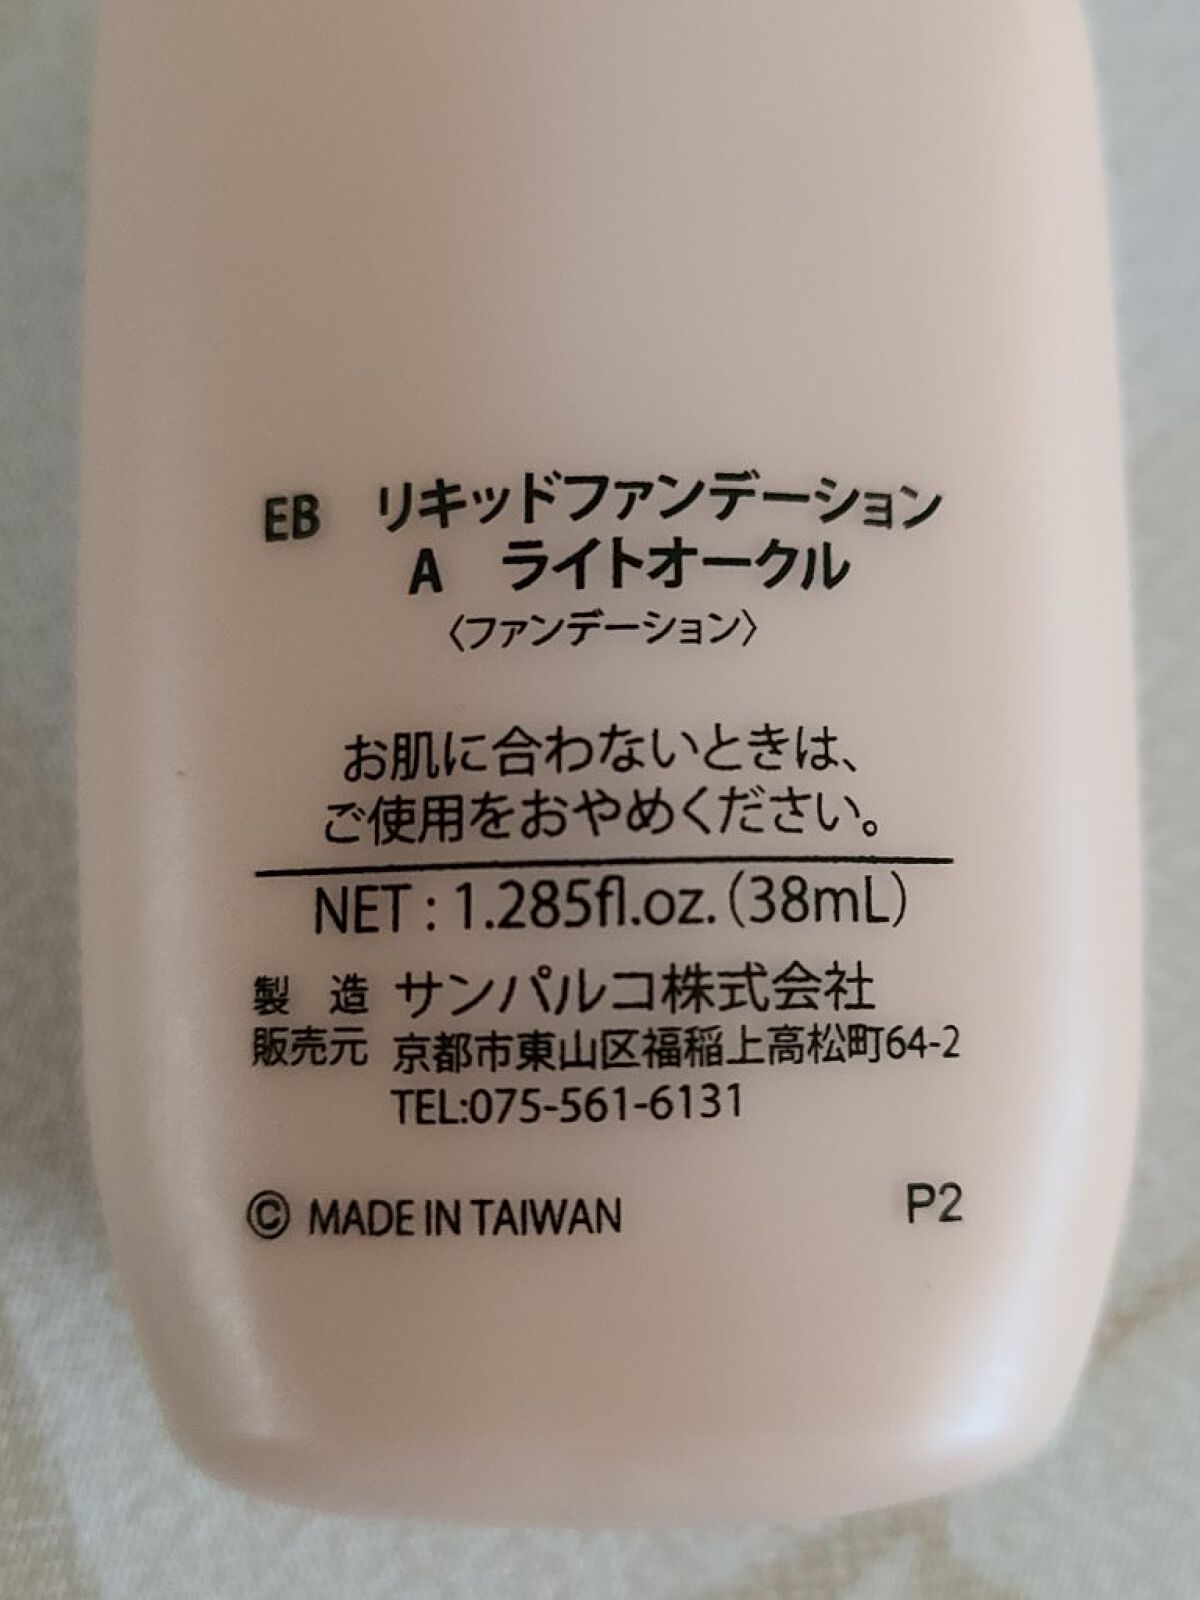 EB リキッドファンデーション
A ライトオークル
〈ファンデーション〉
お肌に合わないときは、
ご使用をおやめください。
NET : 1.285fl.oz.(38mL)
製 造 サンパルコ株式会社
販売元 京都市東山区福稲上高松町64-2
TEL:075-561-6131
© MADE IN TAIWAN P2